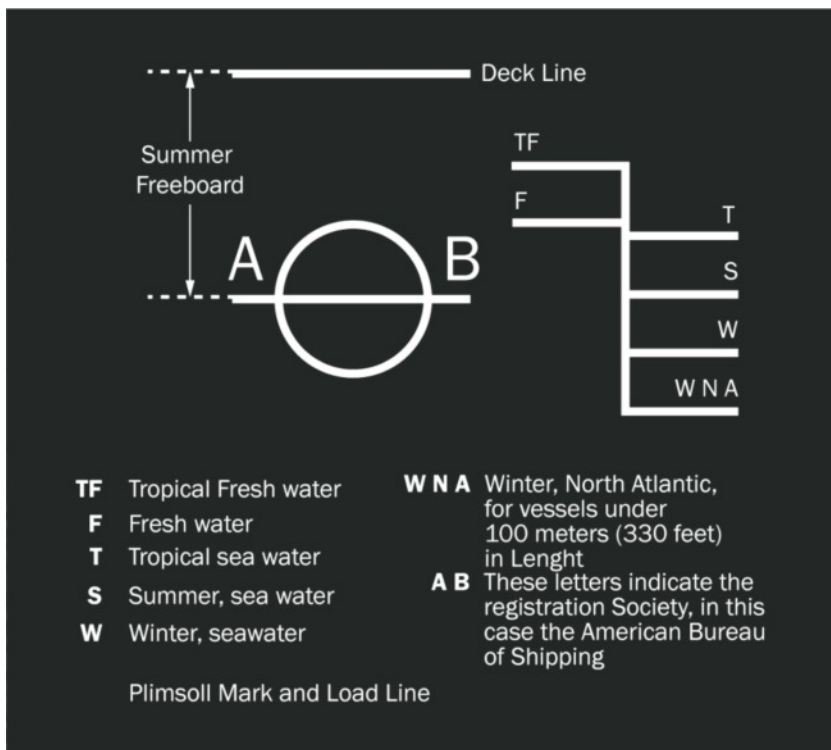 Deck Line
Summer
Freeboard
A B
TF
F
T
S
W
W N A
TF Tropical Fresh water
F Fresh water
T Tropical sea water
S Summer, sea water
W Winter, seawater
W N A Winter, North Atlantic,
for vessels under
100 meters (330 feet)
in Lenght
A B These letters indicate the
registration Society, in this
case the American Bureau
of Shipping
Plimsoll Mark and Load Line